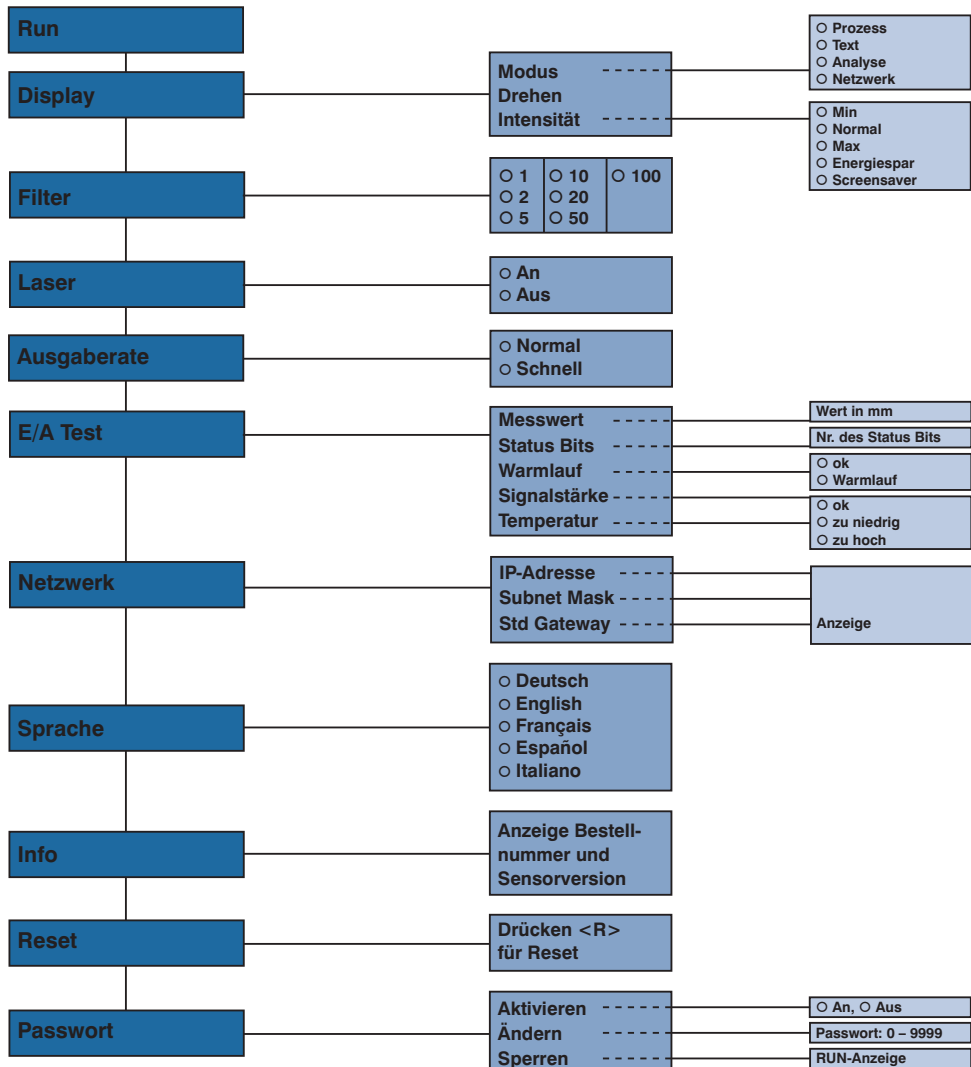 Run
Display
Modus
Drehen
Intensität
○ Prozess
○ Text
○ Analyse
○ Netzwerk
○ Min
○ Normal
○ Max
○ Energiespar
○ Screensaver
Filter
○ 1 ○ 10 ○ 100
○ 2 ○ 20
○ 5 ○ 50
Laser
○ An
○ Aus
Ausgaberate
○ Normal
○ Schnell
E/A Test
Messwert
Status Bits
Warmlauf
Signalstärke
Temperatur
Wert in mm
Nr. des Status Bits
○ ok
○ Warmlauf
○ ok
○ zu niedrig
○ zu hoch
Netzwerk
IP-Adresse
Subnet Mask
Std Gateway
Anzeige
Sprache
○ Deutsch
○ English
○ Français
○ Español
○ Italiano
Info
Anzeige Bestell-
nummer und
Sensorversion
Reset
Drücken <R>
für Reset
Passwort
Aktivieren
Ändern
Sperren
○ An, ○ Aus
Passwort: 0 – 9999
RUN-Anzeige